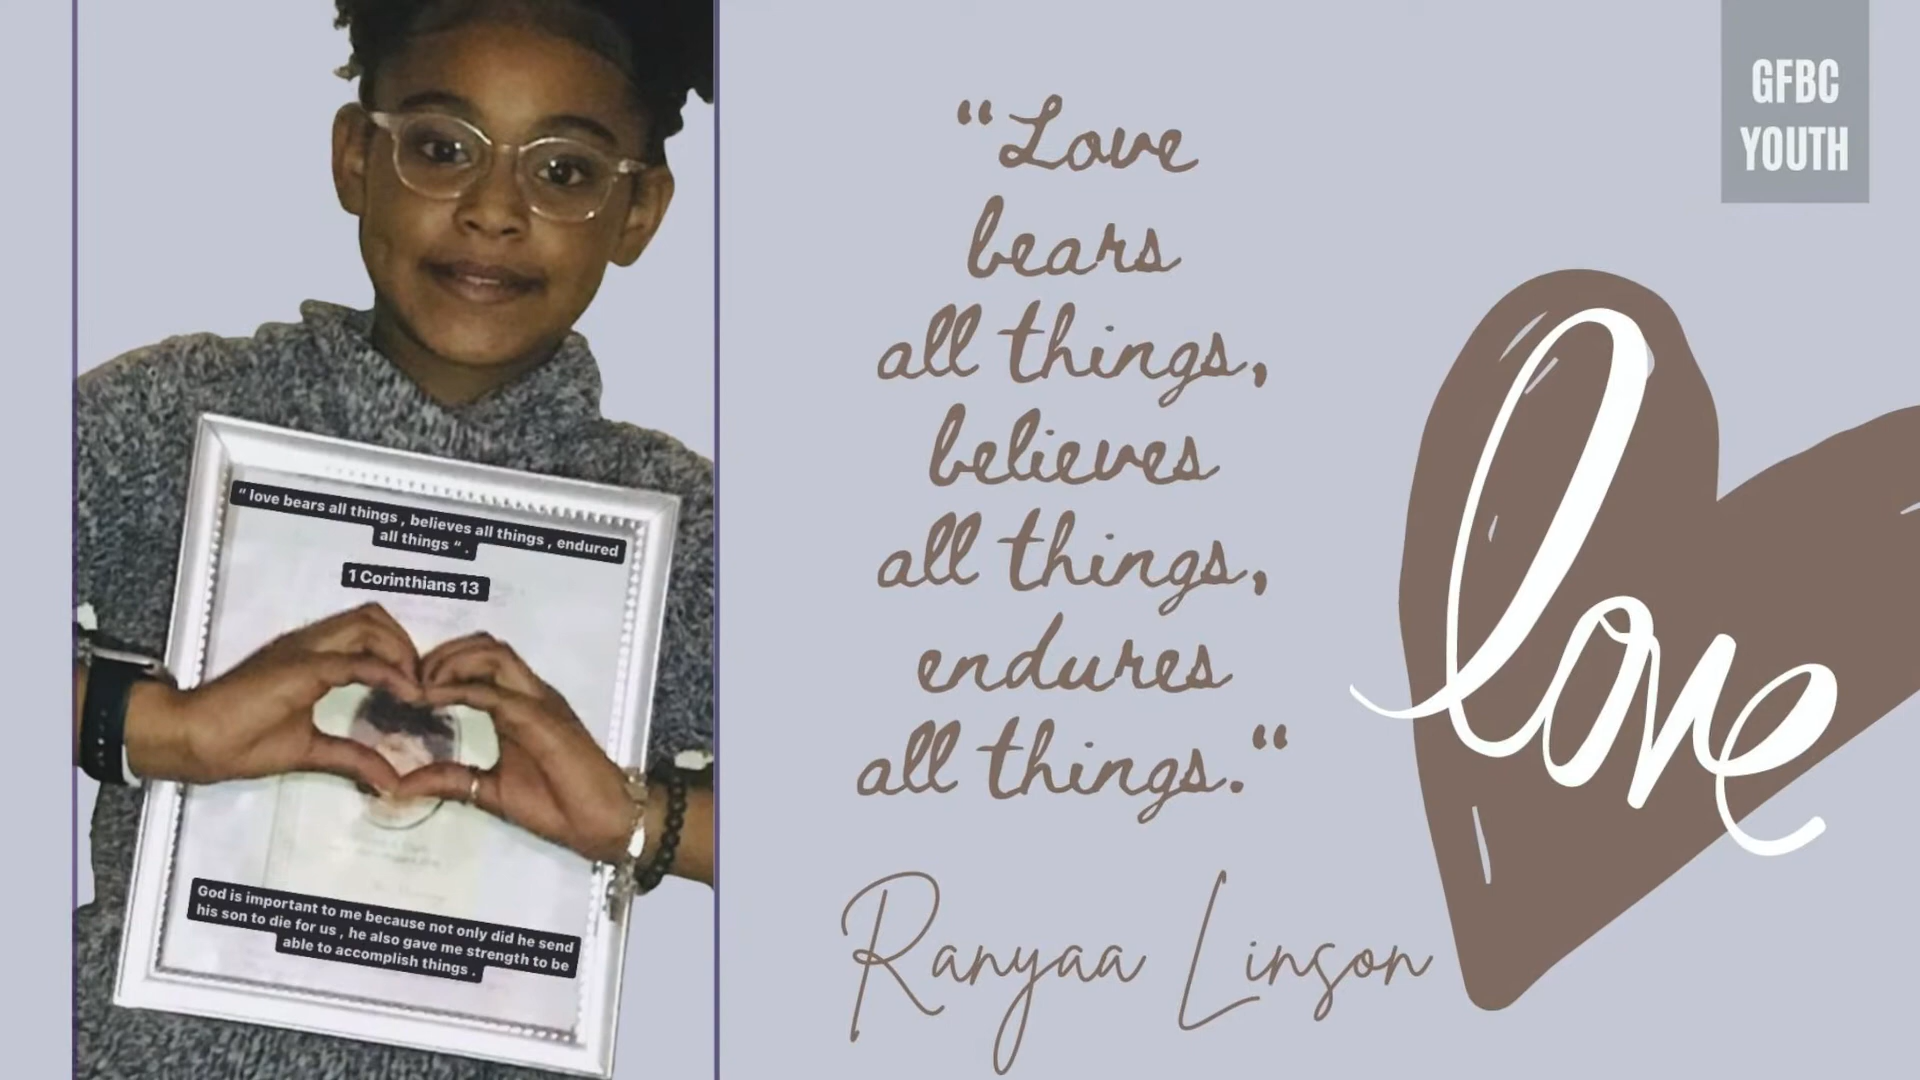 “ love bears all things , believes all things , endured
all things “ .
1 Corinthians 13
God is important to me because not only did he send
his son to die for us , he also gave me strength to be
able to accomplish things .
“Love
bears
all things,
believes
all things,
endures
all things.“
Ranyaa Linson
GFBC
YOUTH
love